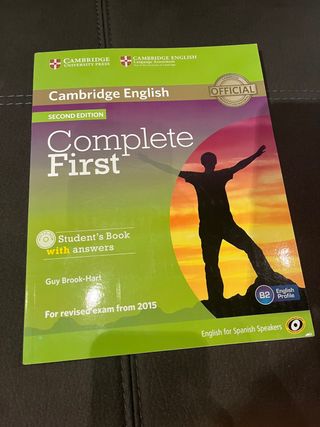 CAMBRIDGE
UNIVERSITY PRESS
CAMBRIDGE ENGLISH
Language Assessment
Cambridge English
OFFICIAL
SECOND EDITION
Complete
First
Student's Book
with answers
Guy Brook-Hart
For revised exam from 2015
B2
English
Profile
English for Spanish Speakers